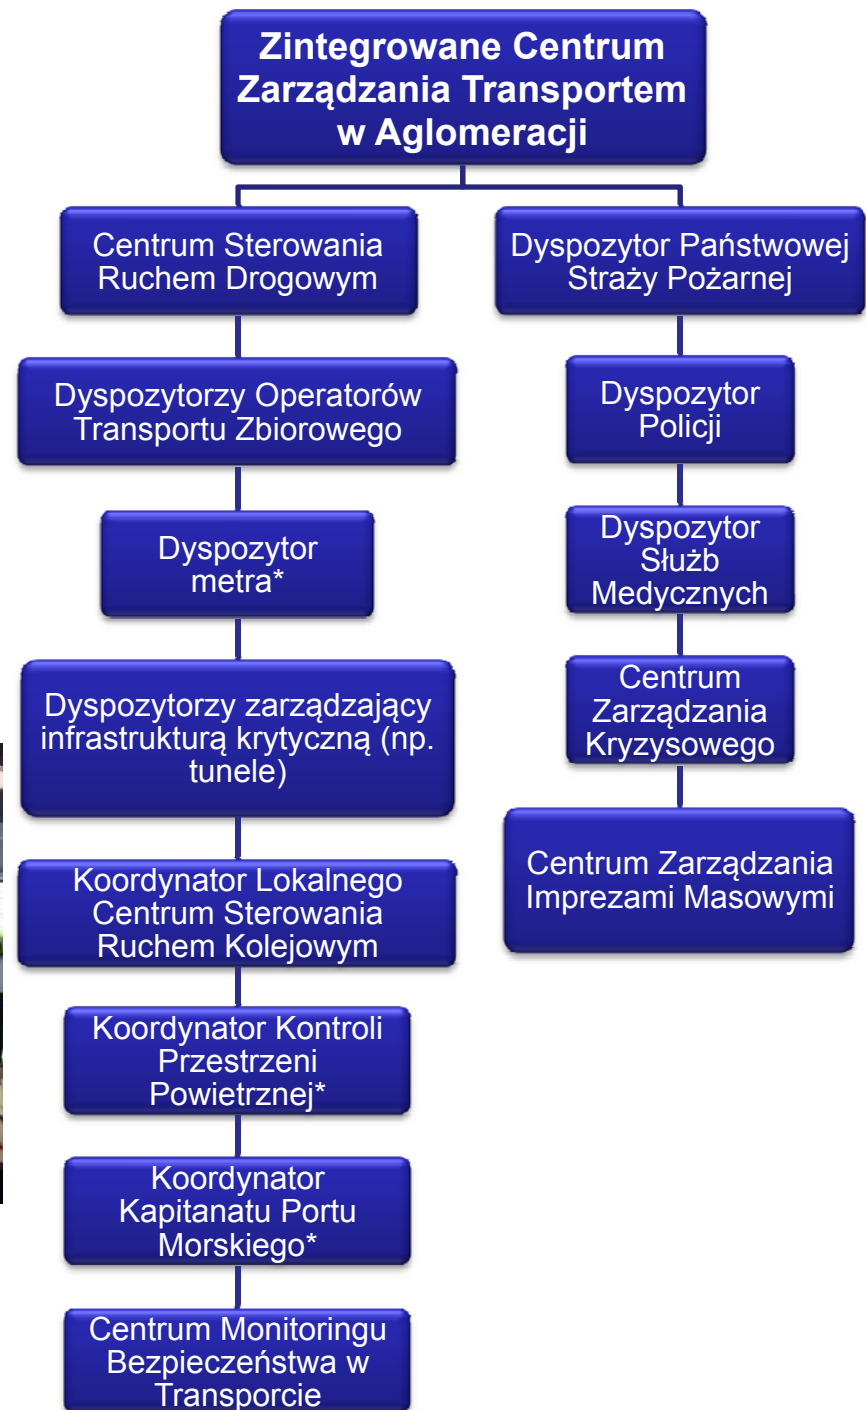 Zintegrowane Centrum
Zarządzania Transportem
w Aglomeracji
Centrum Sterowania
Ruchem Drogowym
Dyspozytorzy Operatorów
Transportu Zbiorowego
Dyspozytor
metra*
Dyspozytorzy zarządzający
infrastrukturą krytyczną (np.
tunele)
Koordynator Lokalnego
Centrum Sterowania
Ruchem Kolejowym
Koordynator Kontroli
Przestrzeni
Powietrznej*
Koordynator
Kapitanatu Portu
Morskiego*
Centrum Monitoringu
Bezpieczeństwa w
Transporcie
Dyspozytor Państwowej
Straży Pożarnej
Dyspozytor
Policji
Dyspozytor
Służb
Medycznych
Centrum
Zarządzania
Kryzysowego
Centrum Zarządzania
Imprezami Masowymi